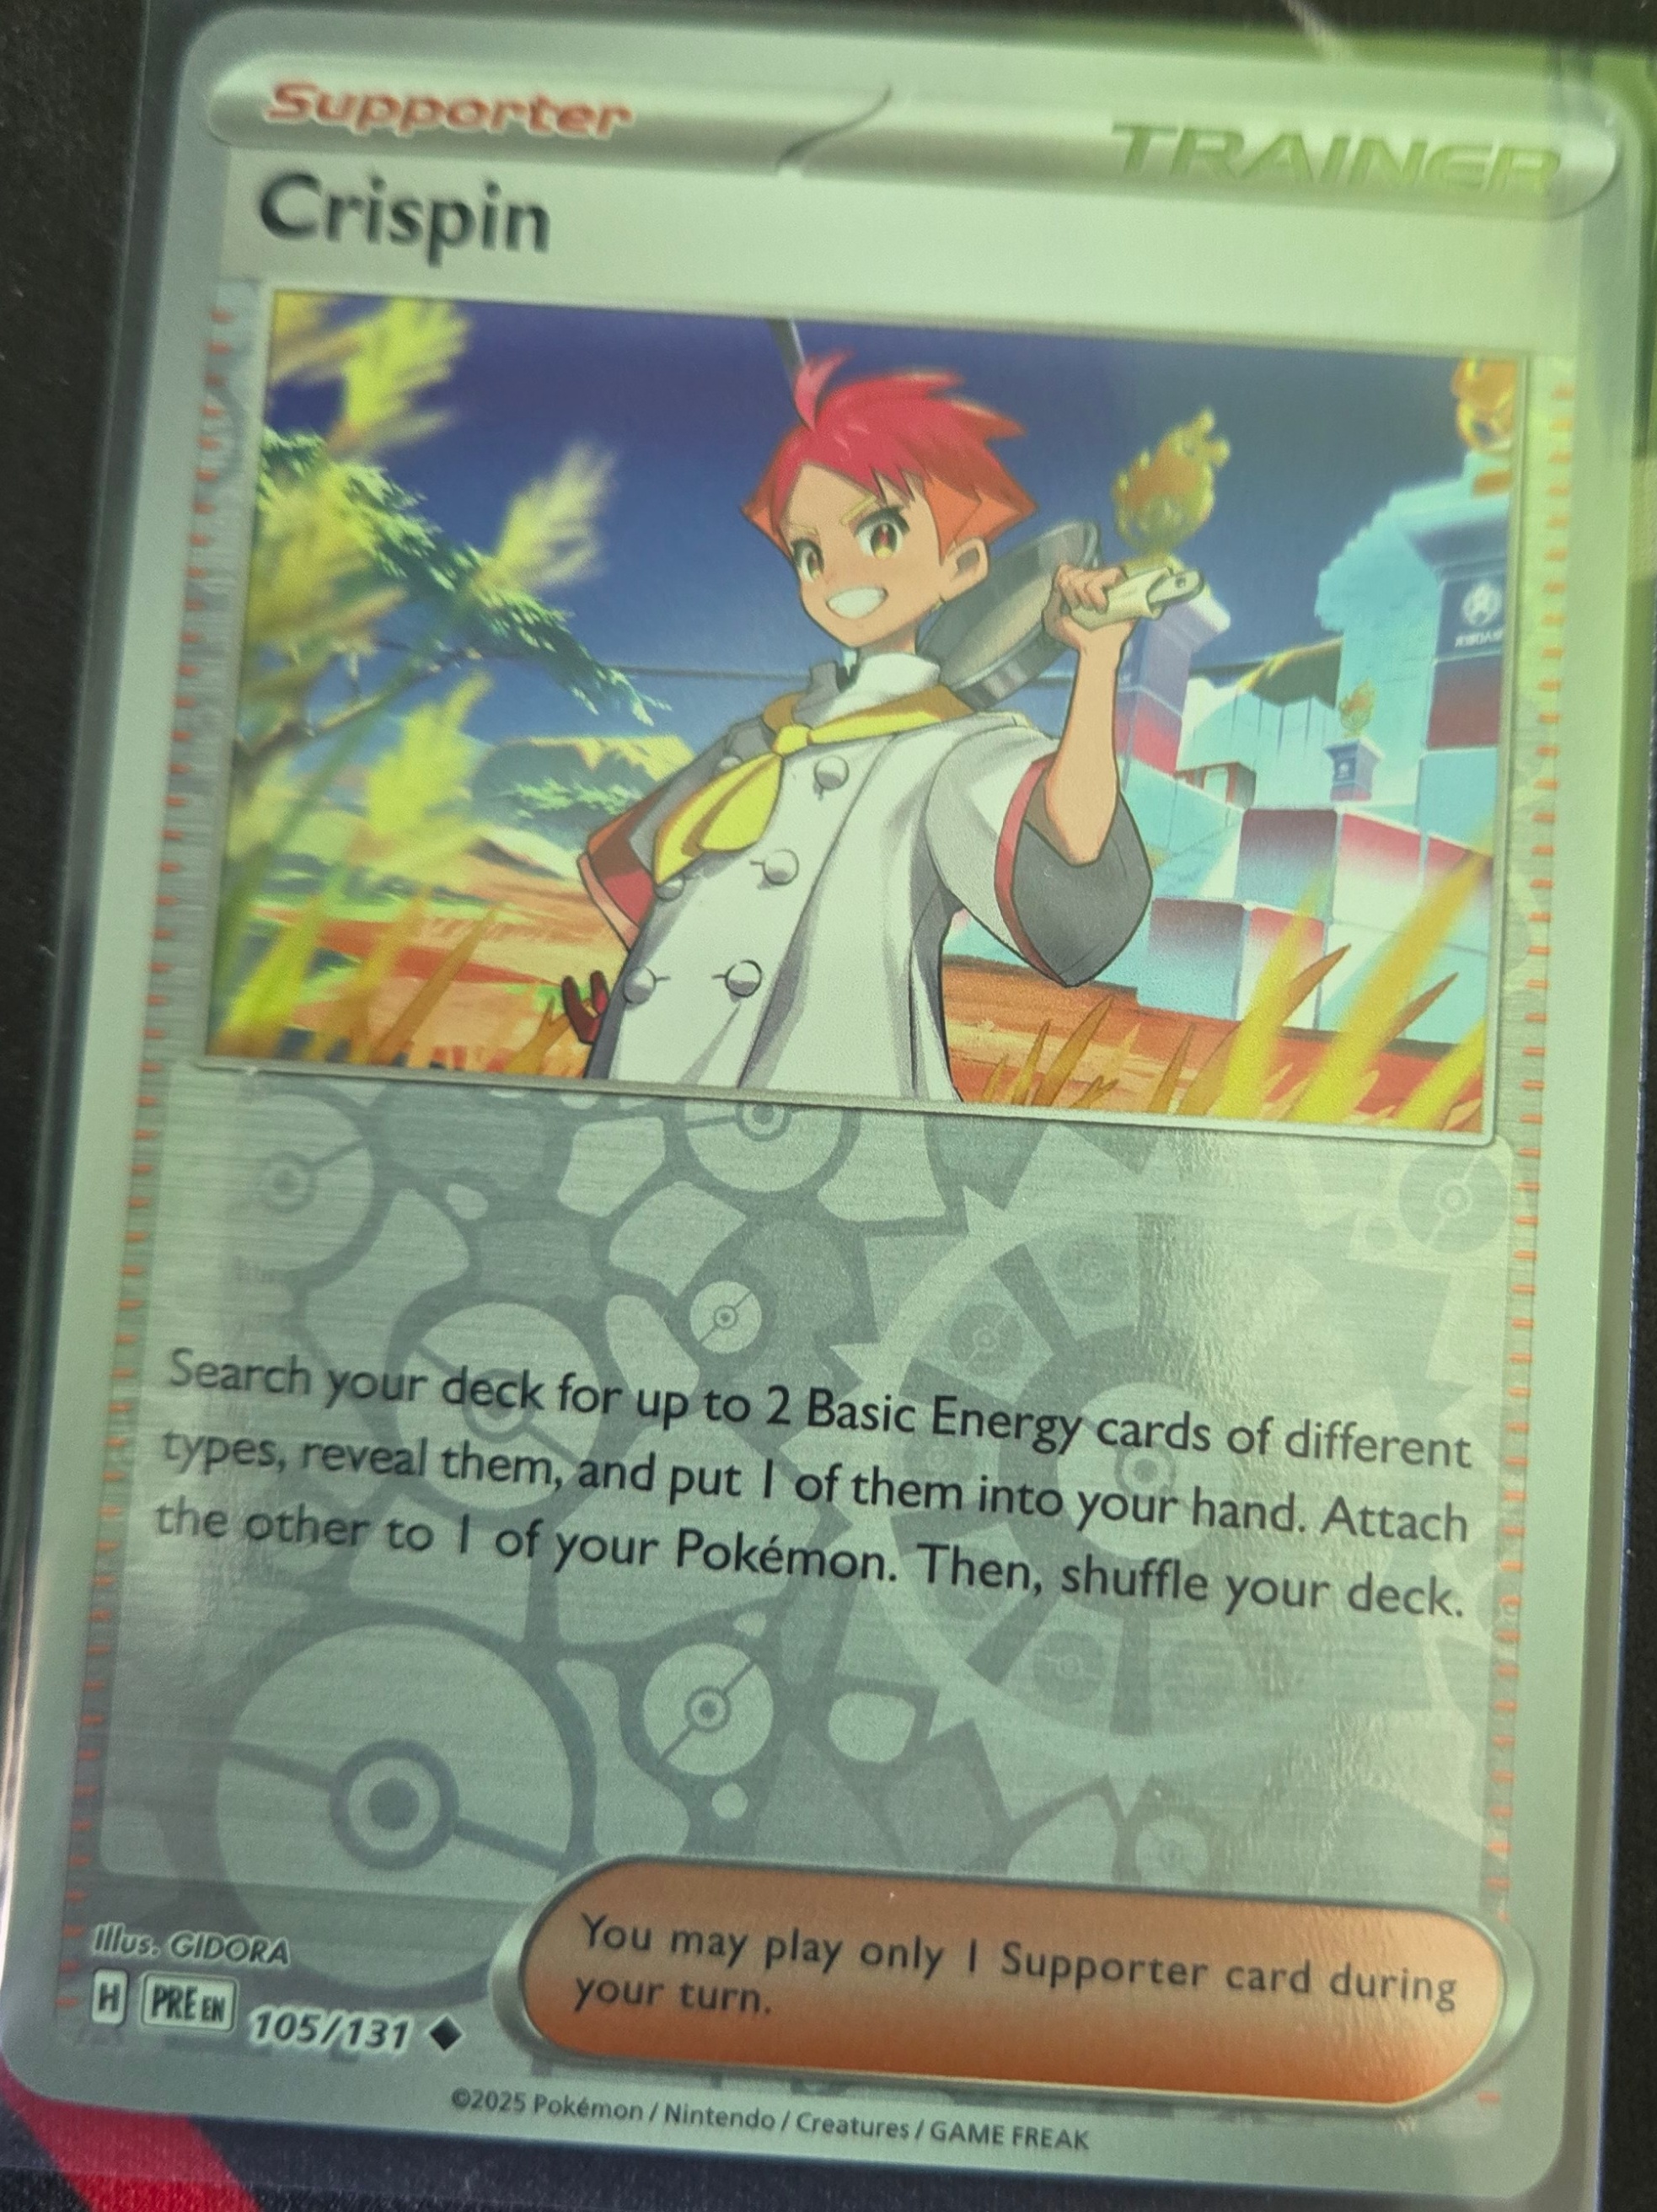 Supporter
TRAINER
Crispin
Search your deck for up to 2 Basic Energy cards of different
types, reveal them, and put 1 of them into your hand. Attach
the other to 1 of your Pokémon. Then, shuffle your deck.
You may play only 1 Supporter card during
your turn.
Illus. GIDORA
H PRE EN 105/131
©2025 Pokémon / Nintendo / Creatures / GAME FREAK